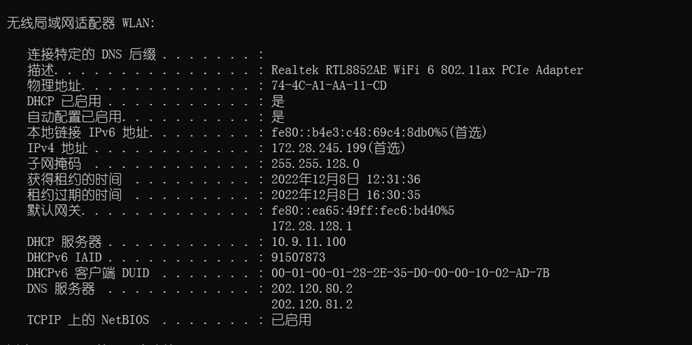 无线局域网适配器 WLAN:
连接特定的 DNS 后缀 . . . . . . . :
描述. . . . . . . . . . . . . . . : Realtek RTL8852AE WiFi 6 802.11ax PCIe Adapter
物理地址. . . . . . . . . . . . . : 74-4C-A1-AA-11-CD
DHCP 已启用 . . . . . . . . . . . : 是
自动配置已启用. . . . . . . . . . : 是
本地链接 IPv6 地址. . . . . . . . : fe80::b4e3:c48:69c4:8db0%5(首选)
IPv4 地址 . . . . . . . . . . . . : 172.28.245.199(首选)
子网掩码  . . . . . . . . . . . . : 255.255.128.0
获得租约的时间  . . . . . . . . . : 2022年12月8日 12:31:36
租约过期的时间  . . . . . . . . . : 2022年12月8日 16:30:35
默认网关. . . . . . . . . . . . . : fe80::ea65:49ff:fec6:bd40%5
172.28.128.1
DHCP 服务器 . . . . . . . . . . . : 10.9.11.100
DHCPv6 IAID . . . . . . . . . . . : 91507873
DHCPv6 客户端 DUID  . . . . . . . : 00-01-00-01-28-2E-35-D0-00-00-10-02-AD-7B
DNS 服务器  . . . . . . . . . . . : 202.120.80.2
202.120.81.2
TCPIP 上的 NetBIOS  . . . . . . . : 已启用